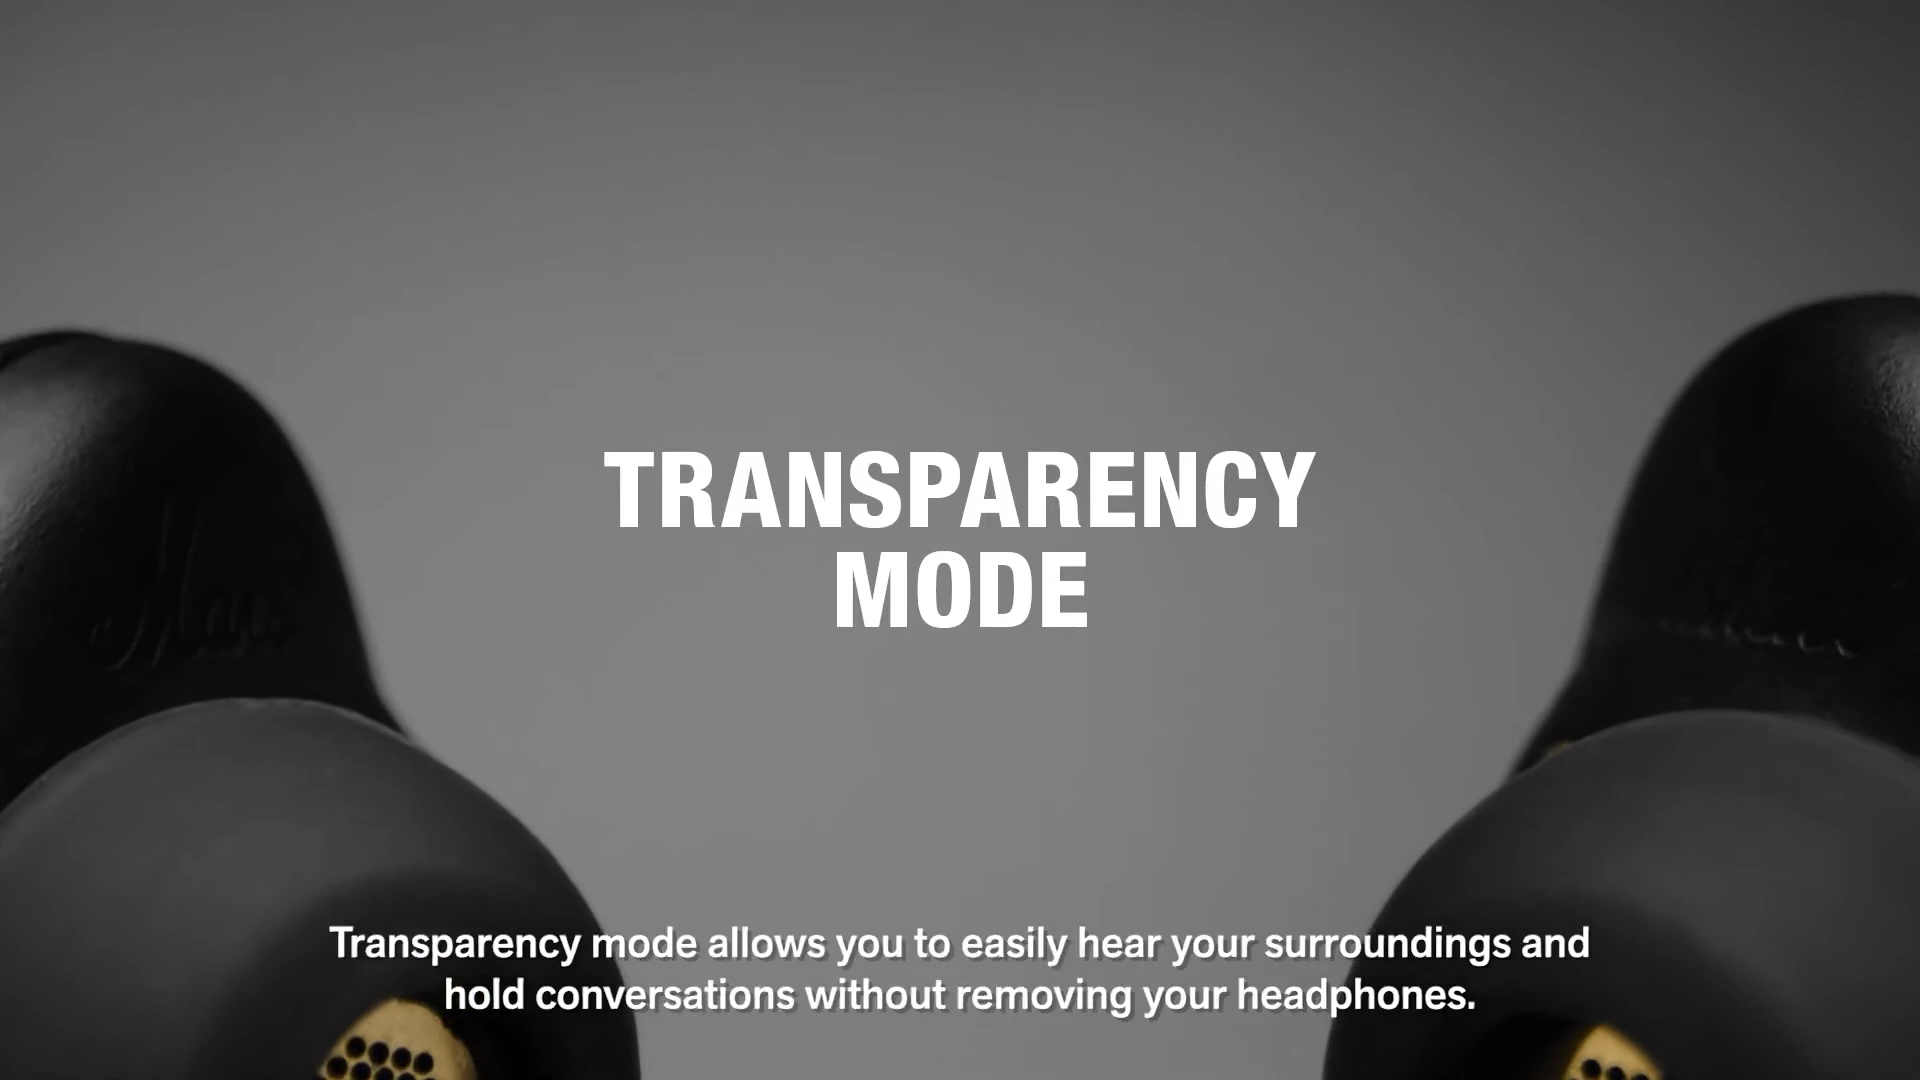 TRANSPARENCY
MODE
Transparency mode allows you to easily hear your surroundings and
hold conversations without removing your headphones.